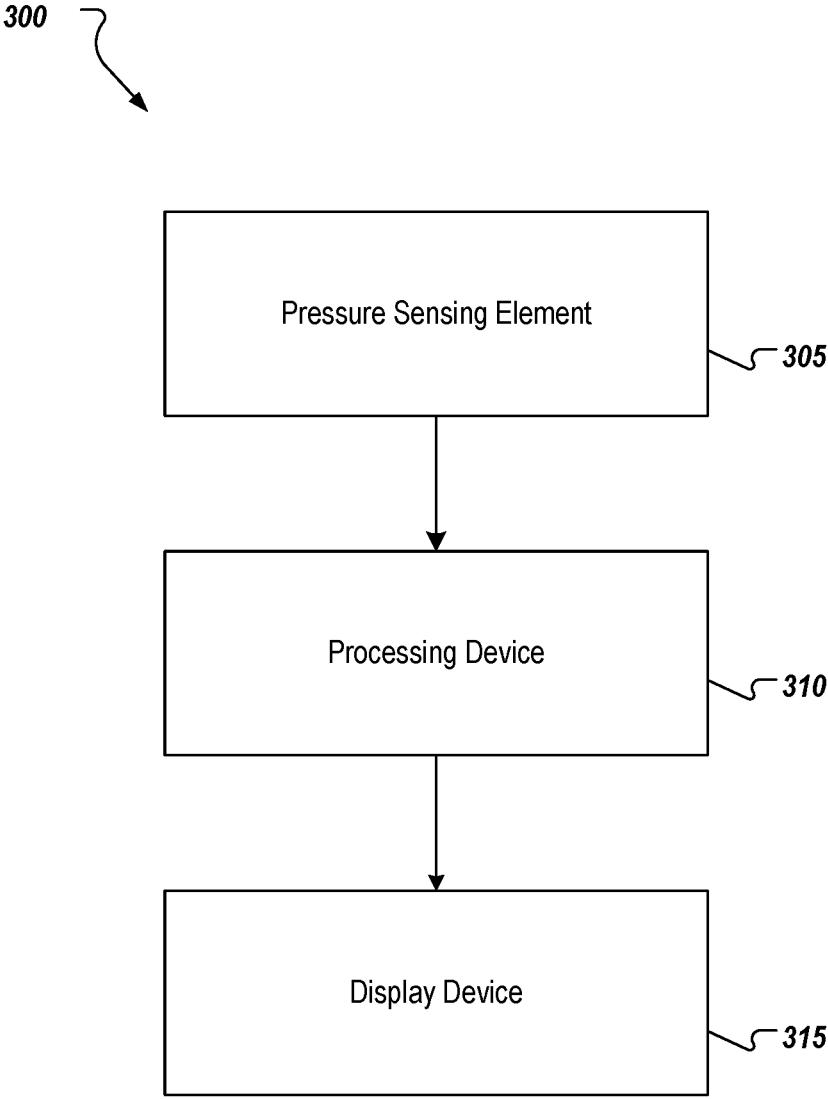 300
Pressure Sensing Element
305
Processing Device
310
Display Device
315